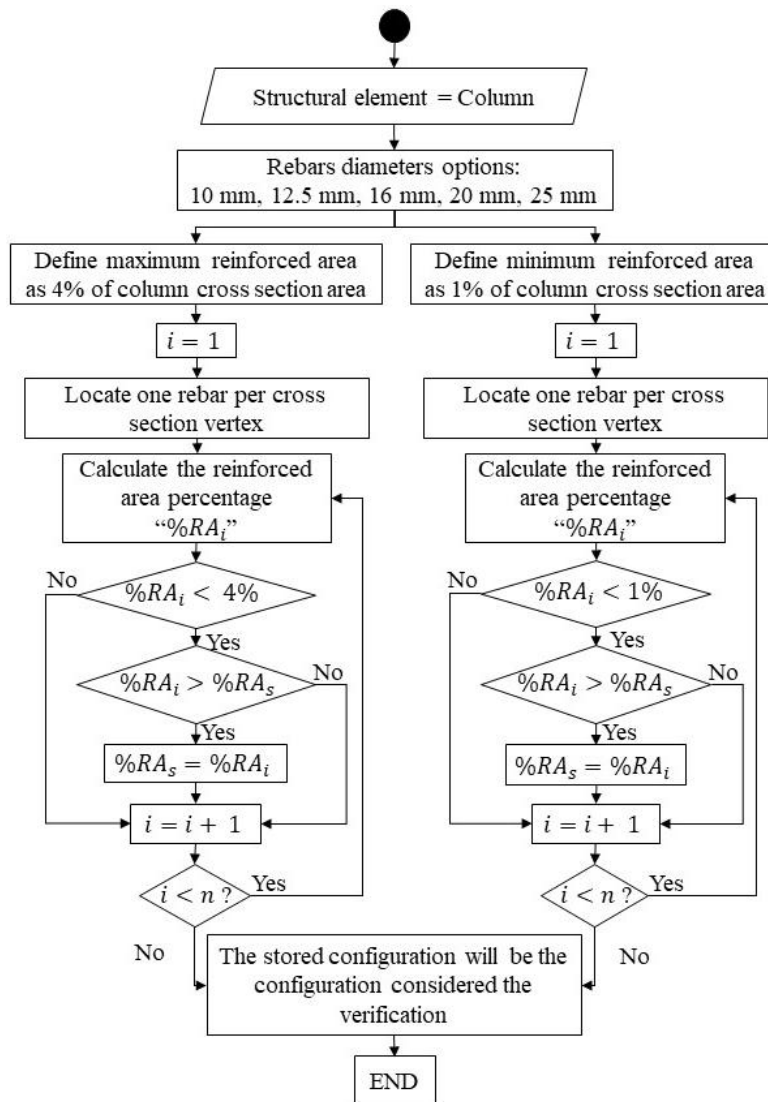 Structural element = Column
Rebars diameters options:
10 mm, 12.5 mm, 16 mm, 20 mm, 25 mm
Define maximum reinforced area
as 4% of column cross section area
i = 1
Locate one rebar per cross
section vertex
Calculate the reinforced
area percentage
“%RAᵢ”
No
%RAᵢ < 4%
Yes
%RAᵢ > %RAₛ
No
Yes
%RAₛ = %RAᵢ
i = i + 1
i < n ?
Yes
No
Define minimum reinforced area
as 1% of column cross section area
i = 1
Locate one rebar per cross
section vertex
Calculate the reinforced
area percentage
“%RAᵢ”
No
%RAᵢ < 1%
Yes
%RAᵢ > %RAₛ
No
Yes
%RAₛ = %RAᵢ
i = i + 1
i < n ?
Yes
No
The stored configuration will be the
configuration considered the
verification
END